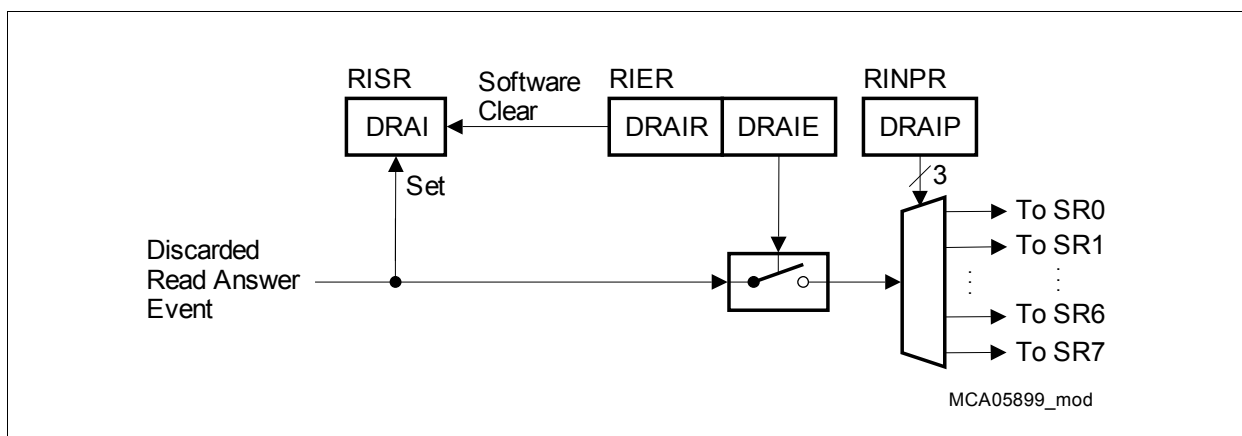 RISR
Software
Clear
RIER
RINPR
DRAI
DRAIR
DRAIE
DRAIP
Set
3
To SR0
To SR1
Discarded
Read Answer
Event
To SR6
To SR7
MCA05899_mod